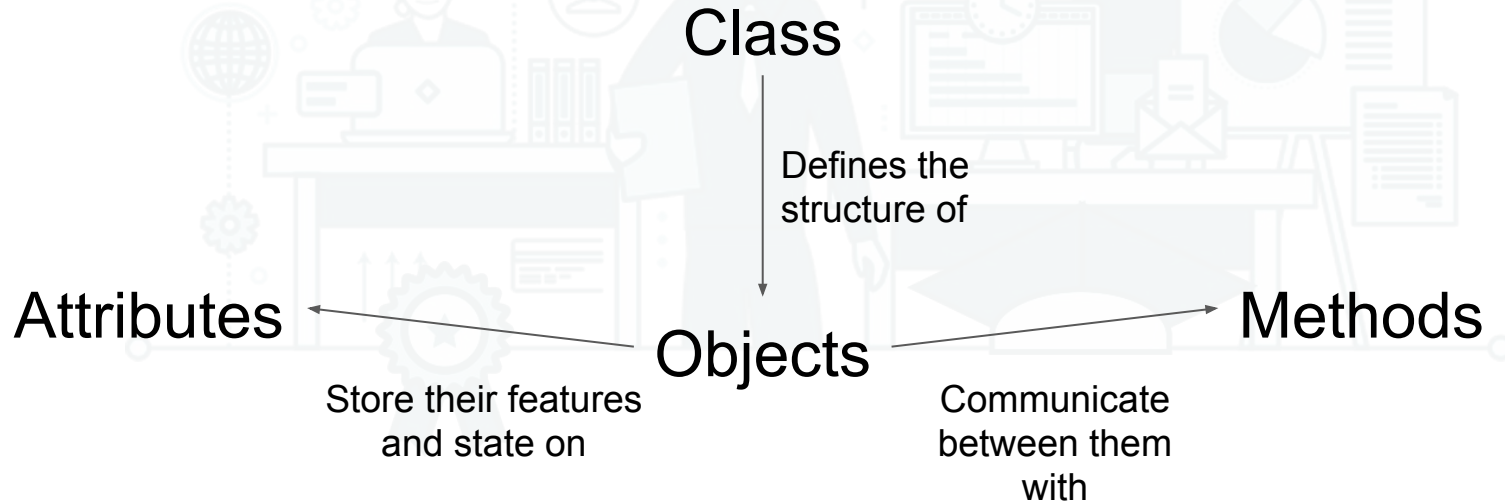 Class
Defines the
structure of
Attributes
Objects
Methods
Store their features
and state on
Communicate
between them
with